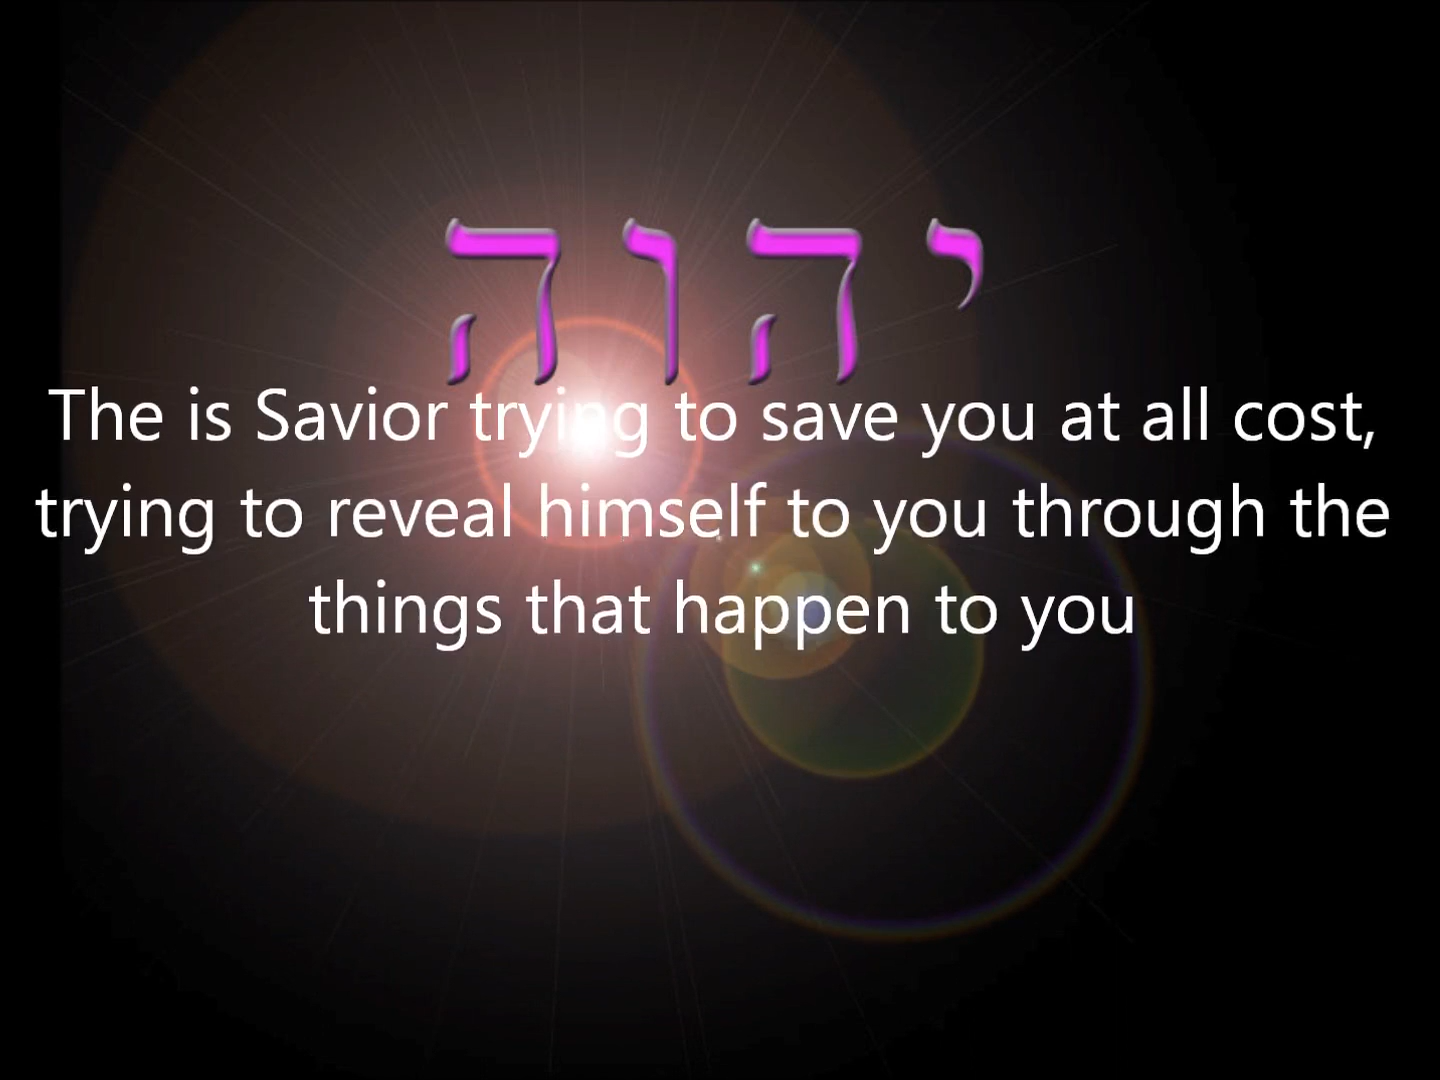 יהוה
The is Savior trying to save you at all cost,
trying to reveal himself to you through the
things that happen to you